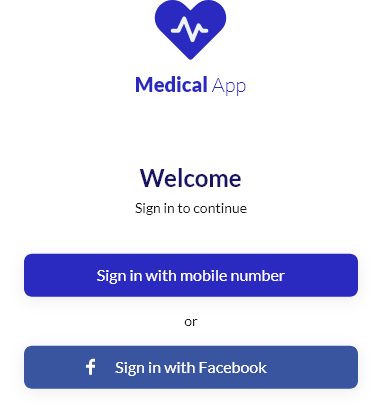 Medical App
Welcome
Sign in to continue
Sign in with mobile number
or
Sign in with Facebook